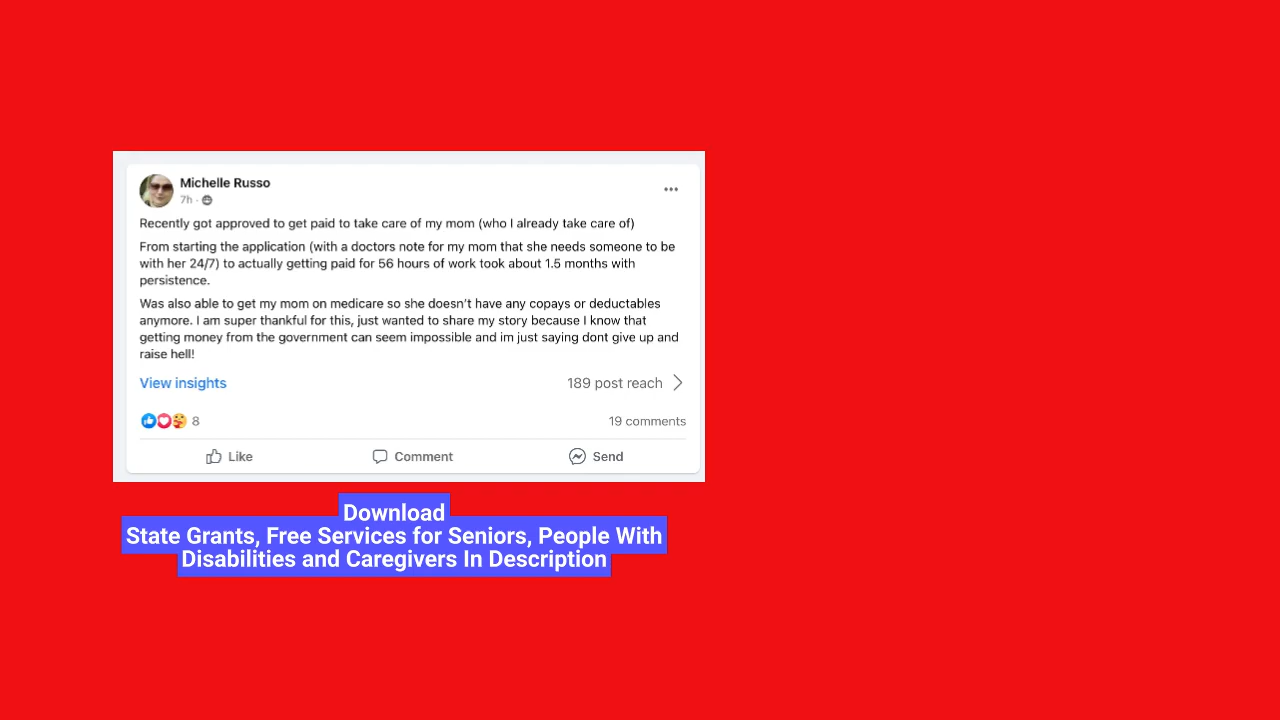 Michelle Russo
7h ·
Recently got approved to get paid to take care of my mom (who I already take care of)
From starting the application (with a doctors note for my mom that she needs someone to be
with her 24/7) to actually getting paid for 56 hours of work took about 1.5 months with
persistence.
Was also able to get my mom on medicare so she doesn't have any copays or deductables
anymore. I am super thankful for this, just wanted to share my story because I know that
getting money from the government can seem impossible and im just saying dont give up and
raise hell!
View insights
189 post reach
8
19 comments
Like
Comment
Send
Download
State Grants, Free Services for Seniors, People With
Disabilities and Caregivers In Description